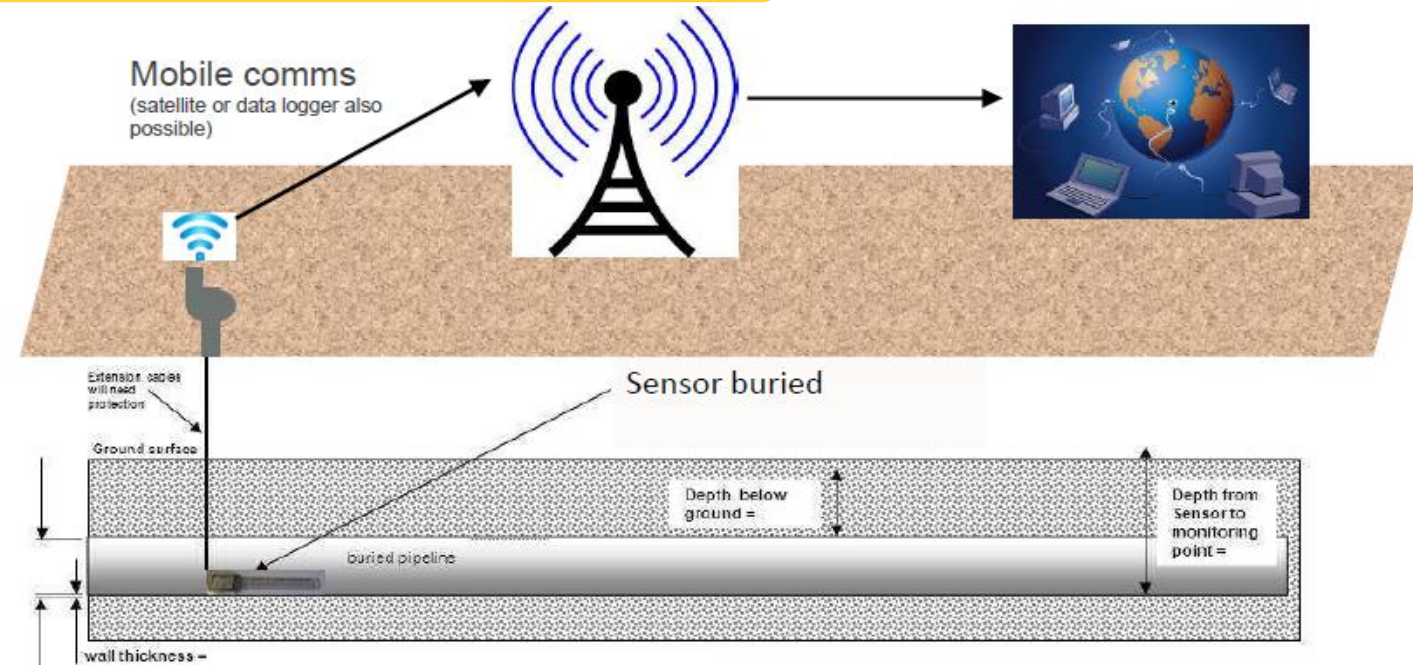 Mobile comms
(satellite or data logger also
possible)
Extension cables
will need
protection
Sensor buried
Ground surface
Depth below
ground =
Depth from
Sensor to
monitoring
point =
buried pipeline
wall thickness =